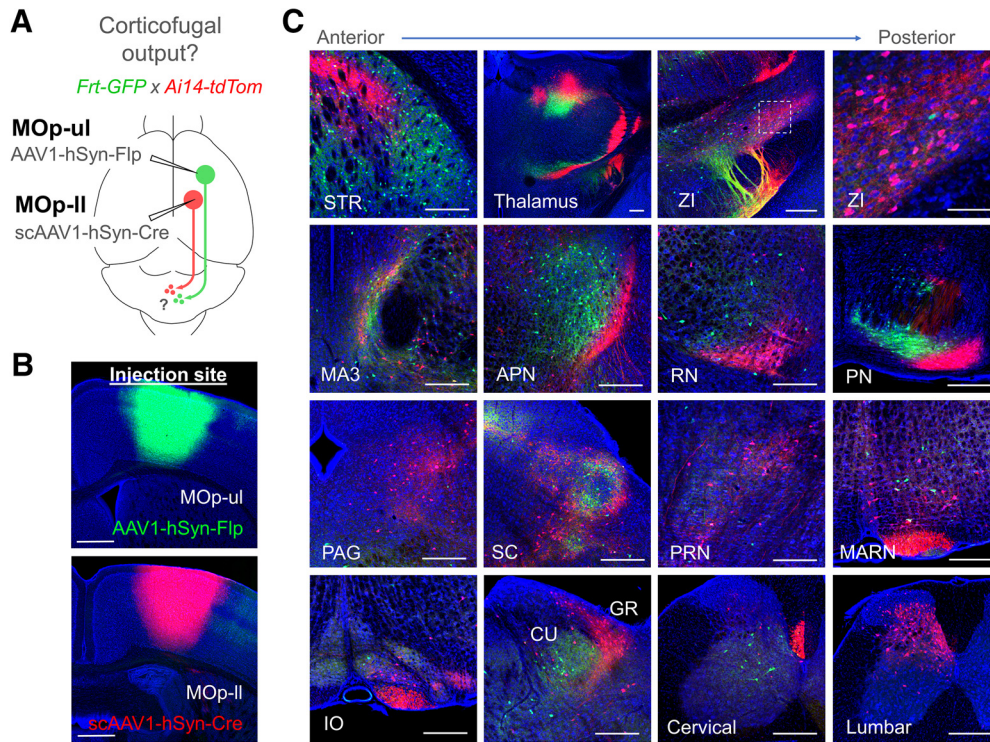 A
Corticofugal
output?
Frt-GFP x Ai14-tdTom
MOp-ul
AAV1-hSyn-Flp
MOp-ll
scAAV1-hSyn-Cre
?
B
Injection site
MOp-ul
AAV1-hSyn-Flp
MOp-ll
scAAV1-hSyn-Cre
C
Anterior
Posterior
STR
Thalamus
ZI
ZI
MA3
APN
RN
PN
PAG
SC
PRN
MARN
IO
CU
GR
Cervical
Lumbar